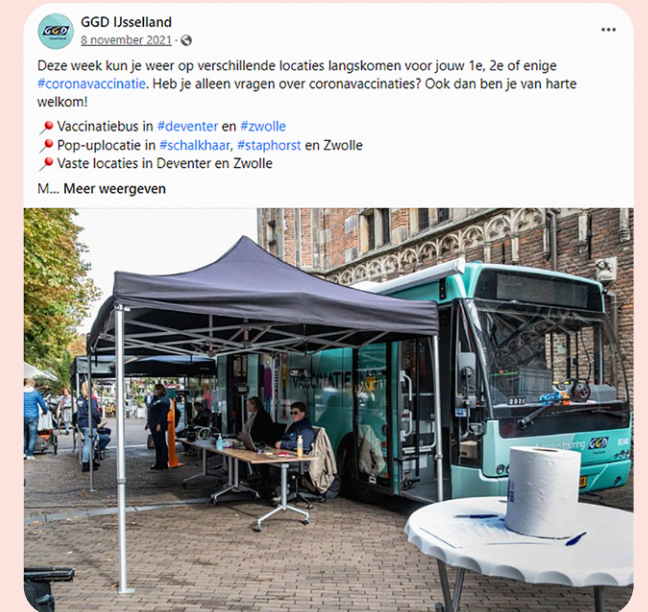 GGD
GGD IJsselland
8 november 2021 ·
Deze week kun je weer op verschillende locaties langskomen voor jouw 1e, 2e of enige
#coronavaccinatie. Heb je alleen vragen over coronavaccinaties? Ook dan ben je van harte
welkom!
Vaccinatiebus in #deventer en #zwolle
Pop-uplocatie in #schalkhaar, #staphorst en Zwolle
Vaste locaties in Deventer en Zwolle
M... Meer weergeven
VACCINATIE
GGD